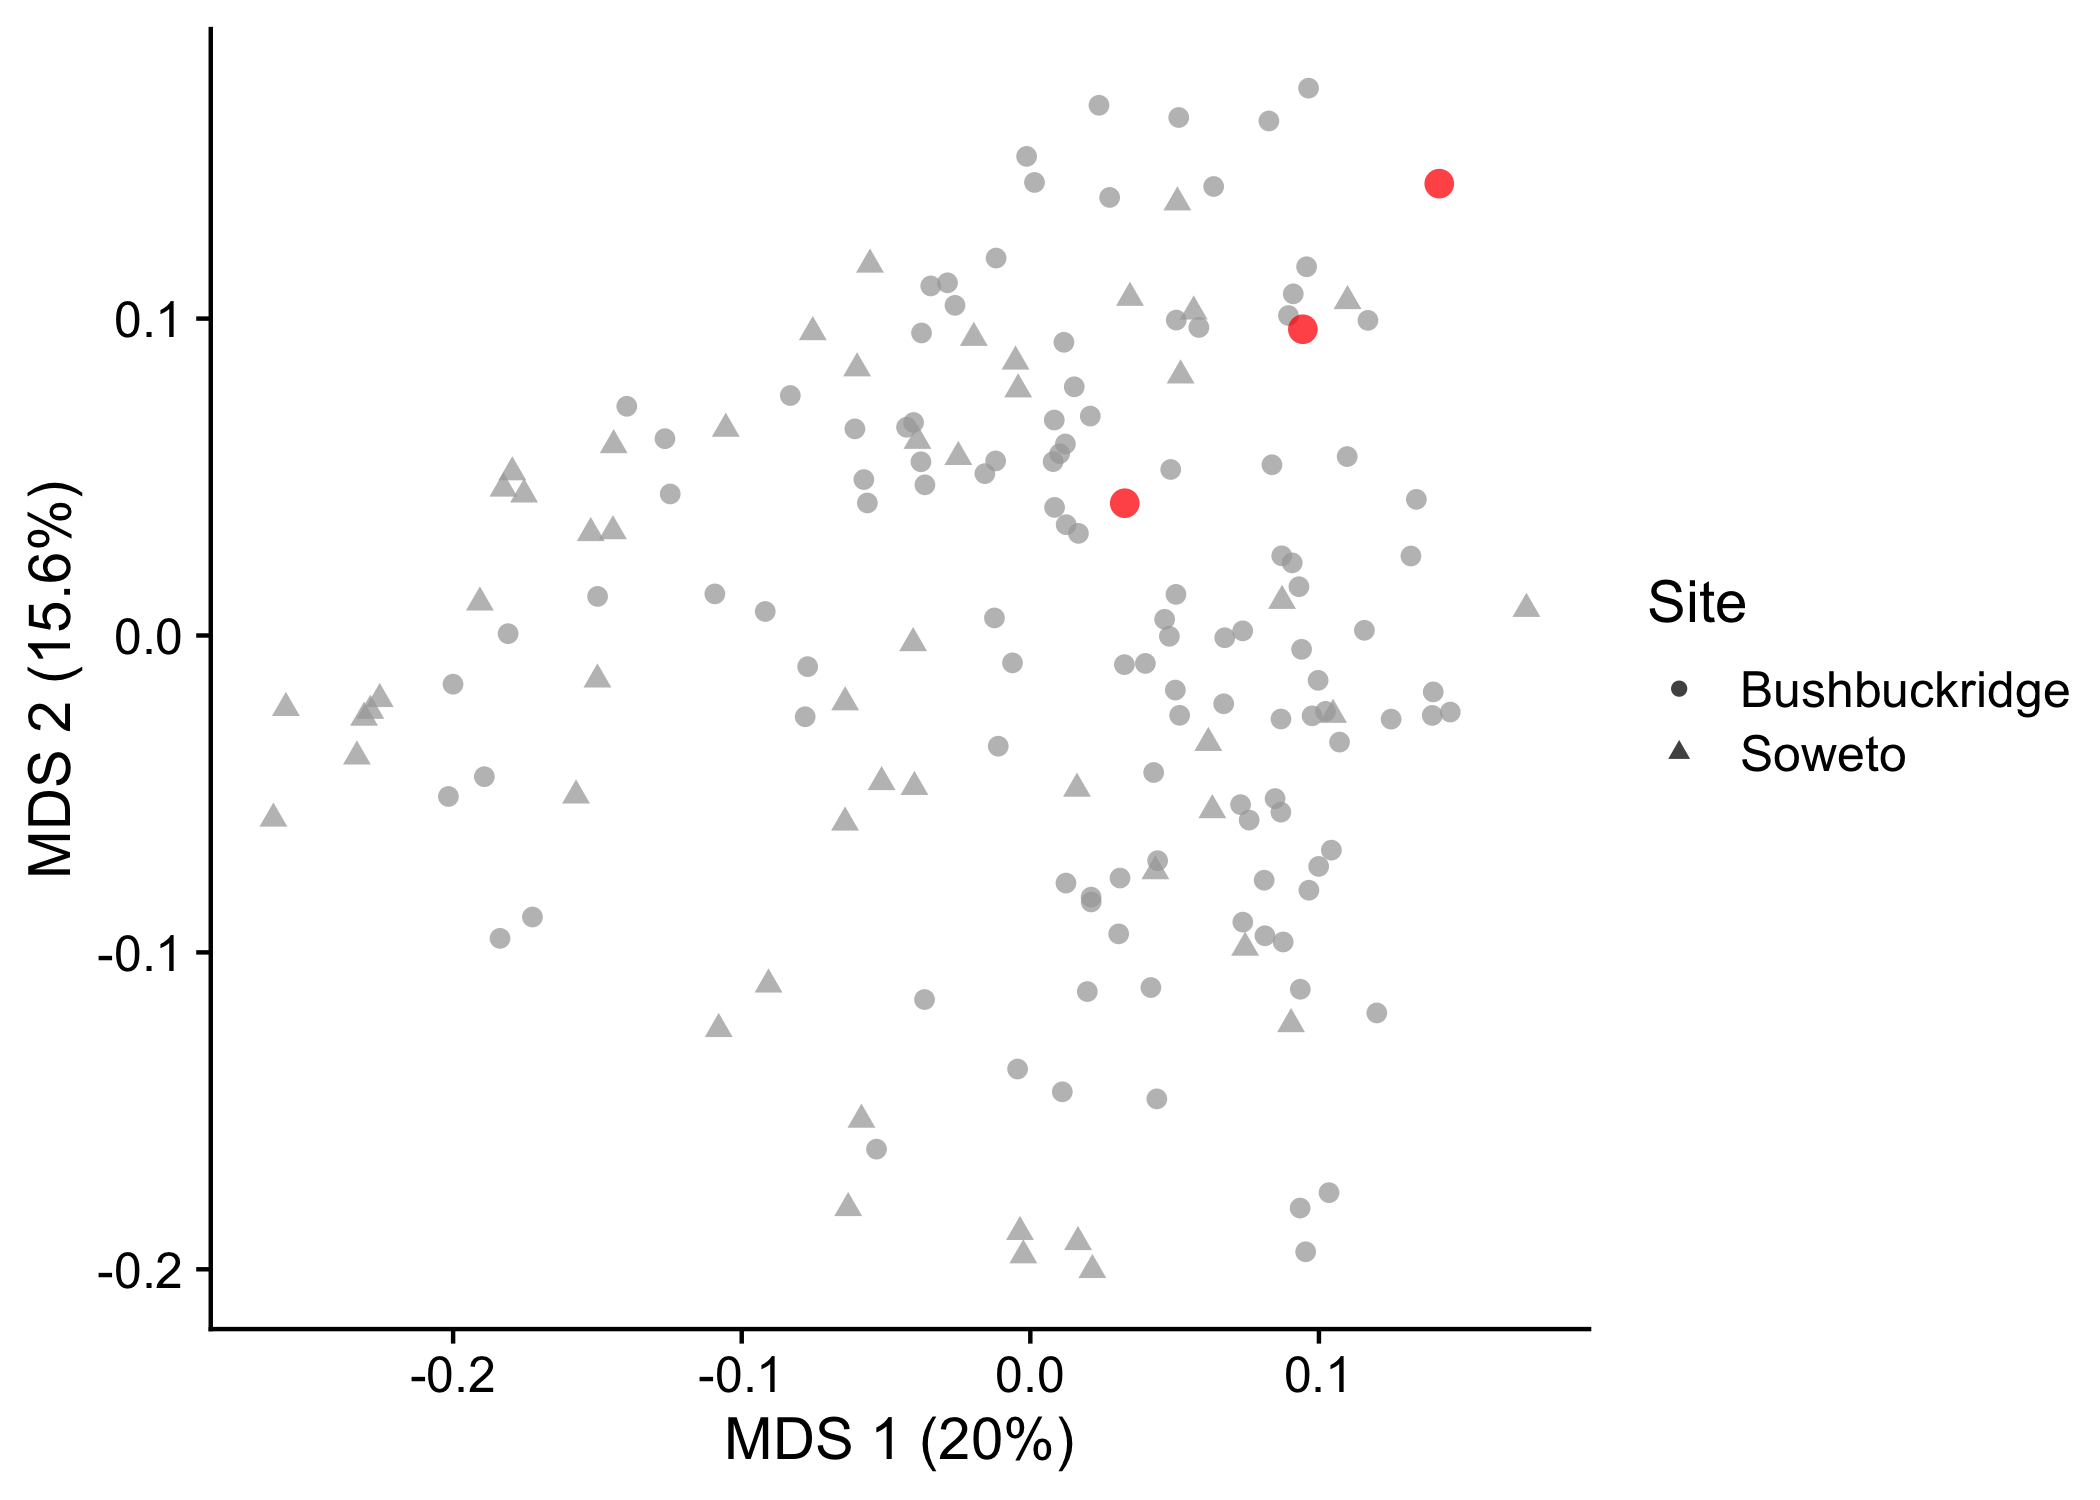 0.1
0.0
-0.1
-0.2
MDS 2 (15.6%)
-0.2 -0.1 0.0 0.1
MDS 1 (20%)
Site
Bushbuckridge
Soweto